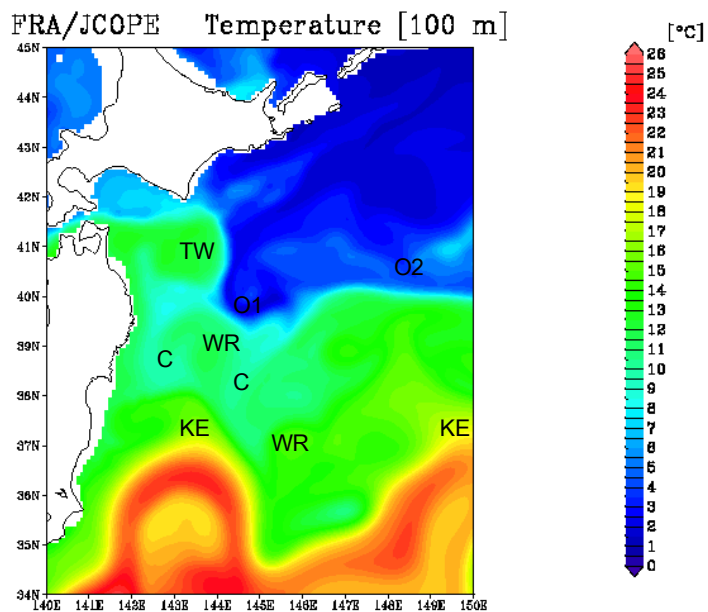 FRA/JCOPE Temperature [100 m]
[°C]
45N
44N
43N
42N
41N
40N
39N
38N
37N
36N
35N
34N
TW
O2
O1
WR
C
C
KE
KE
WR
140E 141E 142E 143E 144E 145E 146E 147E 148E 149E 150E
26
25
24
23
22
21
20
19
18
17
16
15
14
13
12
11
10
9
8
7
6
5
4
3
2
1
0